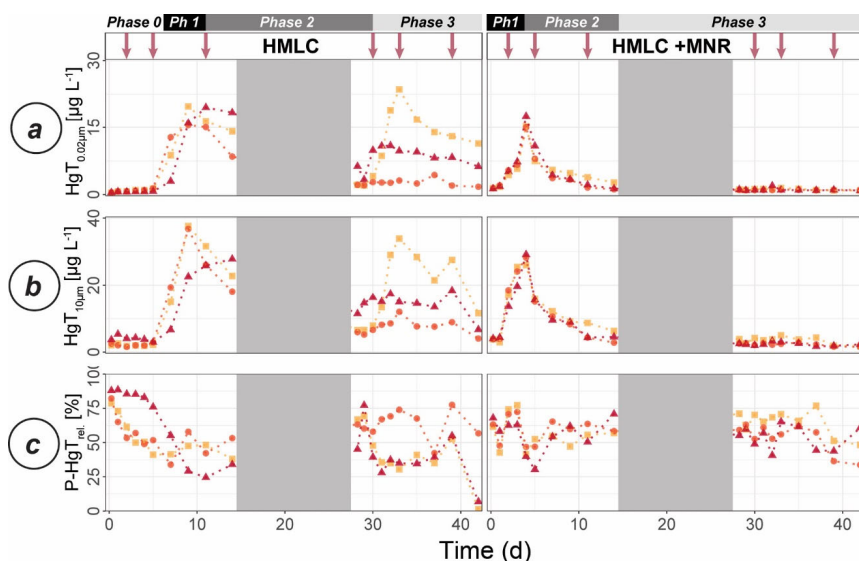 Phase 0 Ph 1 Phase 2 Phase 3 Ph1 Phase 2 Phase 3
HMLC HMLC +MNR
a
HgT0.02µm [µg L-1]
30
15
0
b
HgT10µm [µg L-1]
40
20
0
c
P-HgTrel. [%]
100
75
50
25
0
0 10 20 30 40 0 10 20 30 40
Time (d)